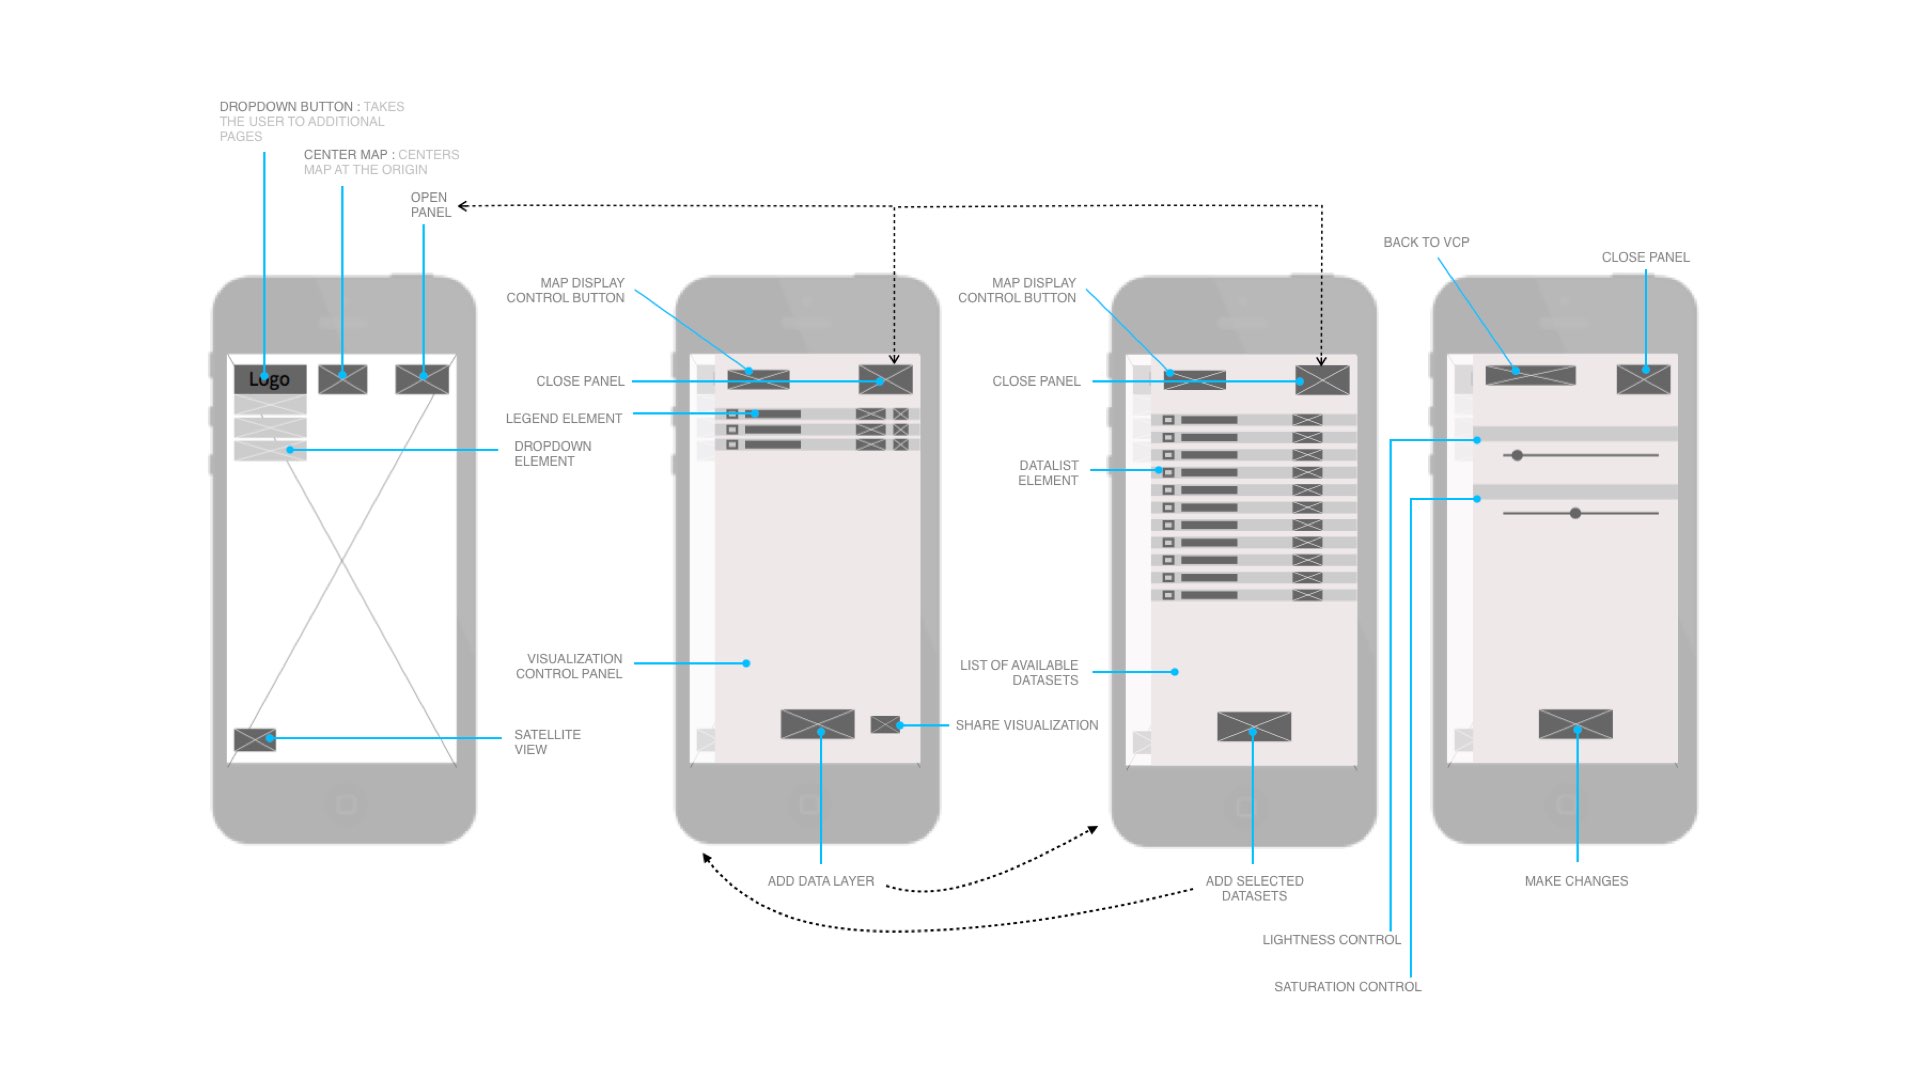 DROPDOWN BUTTON : TAKES
THE USER TO ADDITIONAL
PAGES
CENTER MAP : CENTERS
MAP AT THE ORIGIN
OPEN
PANEL
Logo
DROPDOWN
ELEMENT
SATELLITE
VIEW
MAP DISPLAY
CONTROL BUTTON
CLOSE PANEL
LEGEND ELEMENT
VISUALIZATION
CONTROL PANEL
SHARE VISUALIZATION
ADD DATA LAYER
MAP DISPLAY
CONTROL BUTTON
CLOSE PANEL
DATALIST
ELEMENT
LIST OF AVAILABLE
DATASETS
ADD SELECTED
DATASETS
BACK TO VCP
CLOSE PANEL
MAKE CHANGES
LIGHTNESS CONTROL
SATURATION CONTROL